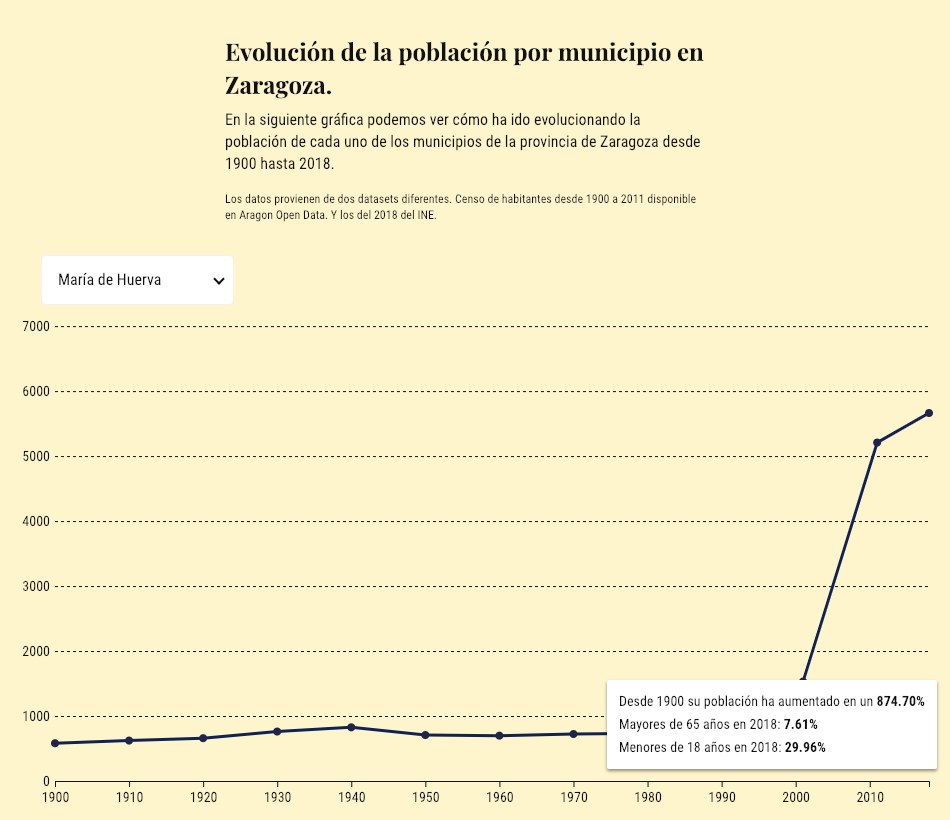 Evolución de la población por municipio en
Zaragoza.
En la siguiente gráfica podemos ver cómo ha ido evolucionando la
población de cada uno de los municipios de la provincia de Zaragoza desde
1900 hasta 2018.
Los datos provienen de dos datasets diferentes. Censo de habitantes desde 1900 a 2011 disponible
en Aragon Open Data. Y los del 2018 del INE.
María de Huerva
7000
6000
5000
4000
3000
2000
1000
0
Desde 1900 su población ha aumentado en un 874.70%
Mayores de 65 años en 2018: 7.61%
Menores de 18 años en 2018: 29.96%
1900 1910 1920 1930 1940 1950 1960 1970 1980 1990 2000 2010